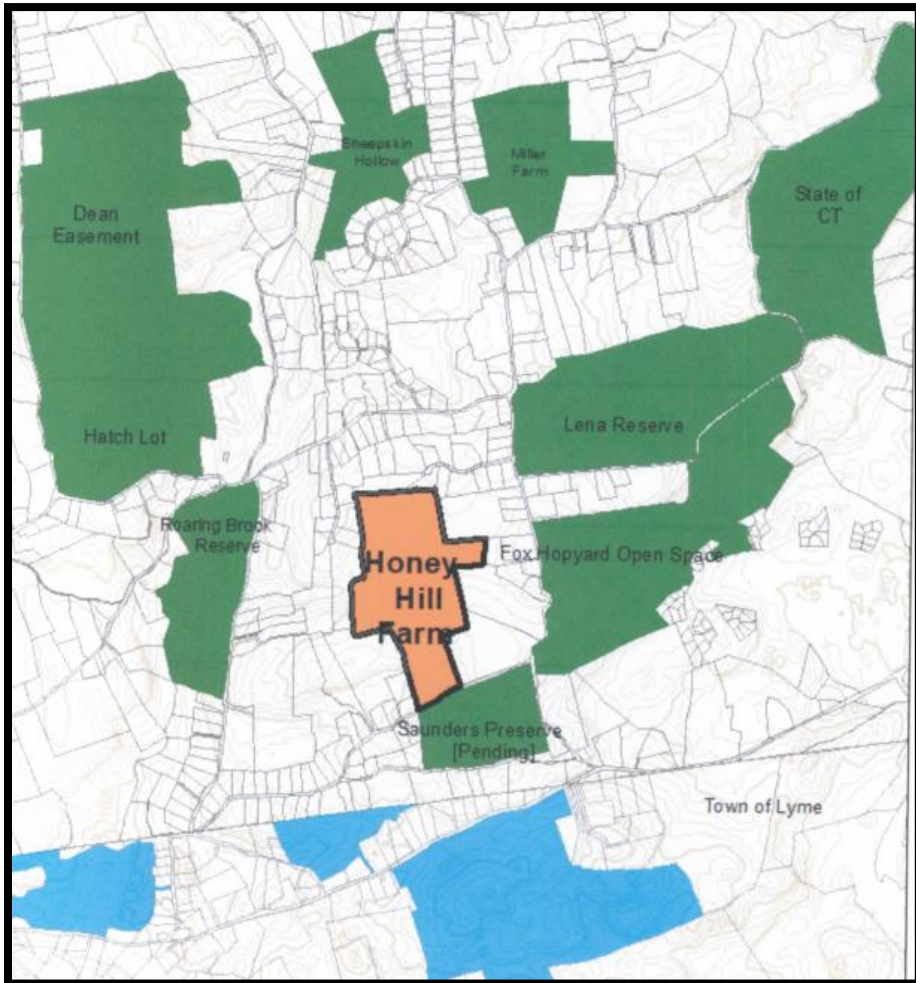 Sheepskin
Hollow
Miller
Farm
Dean
Easement
State of
CT
Hatch Lot
Lena Reserve
Roaring Brook
Reserve
Honey
Hill
Farm
Fox Hopyard Open Space
Saunders Preserve
[Pending]
Town of Lyme